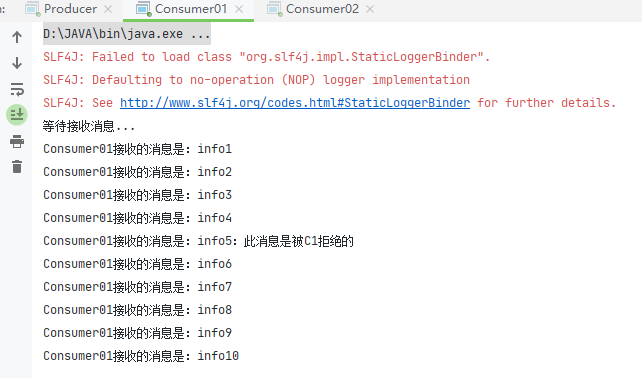 Producer Consumer01 Consumer02
D:\JAVA\bin\java.exe ...
SLF4J: Failed to load class "org.slf4j.impl.StaticLoggerBinder".
SLF4J: Defaulting to no-operation (NOP) logger implementation
SLF4J: See http://www.slf4j.org/codes.html#StaticLoggerBinder for further details.
等待接收消息...
Consumer01接收的消息是：info1
Consumer01接收的消息是：info2
Consumer01接收的消息是：info3
Consumer01接收的消息是：info4
Consumer01接收的消息是：info5：此消息是被C1拒绝的
Consumer01接收的消息是：info6
Consumer01接收的消息是：info7
Consumer01接收的消息是：info8
Consumer01接收的消息是：info9
Consumer01接收的消息是：info10